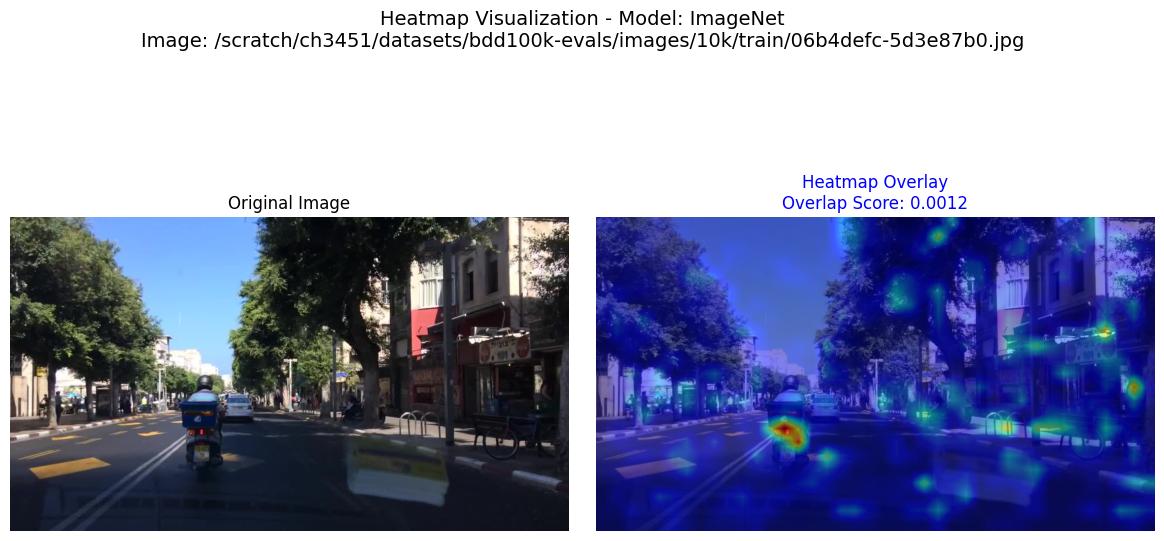 Heatmap Visualization - Model: ImageNet
Image: /scratch/ch3451/datasets/bdd100k-evals/images/10k/train/06b4defc-5d3e87b0.jpg
Original Image
Heatmap Overlay
Overlap Score: 0.0012